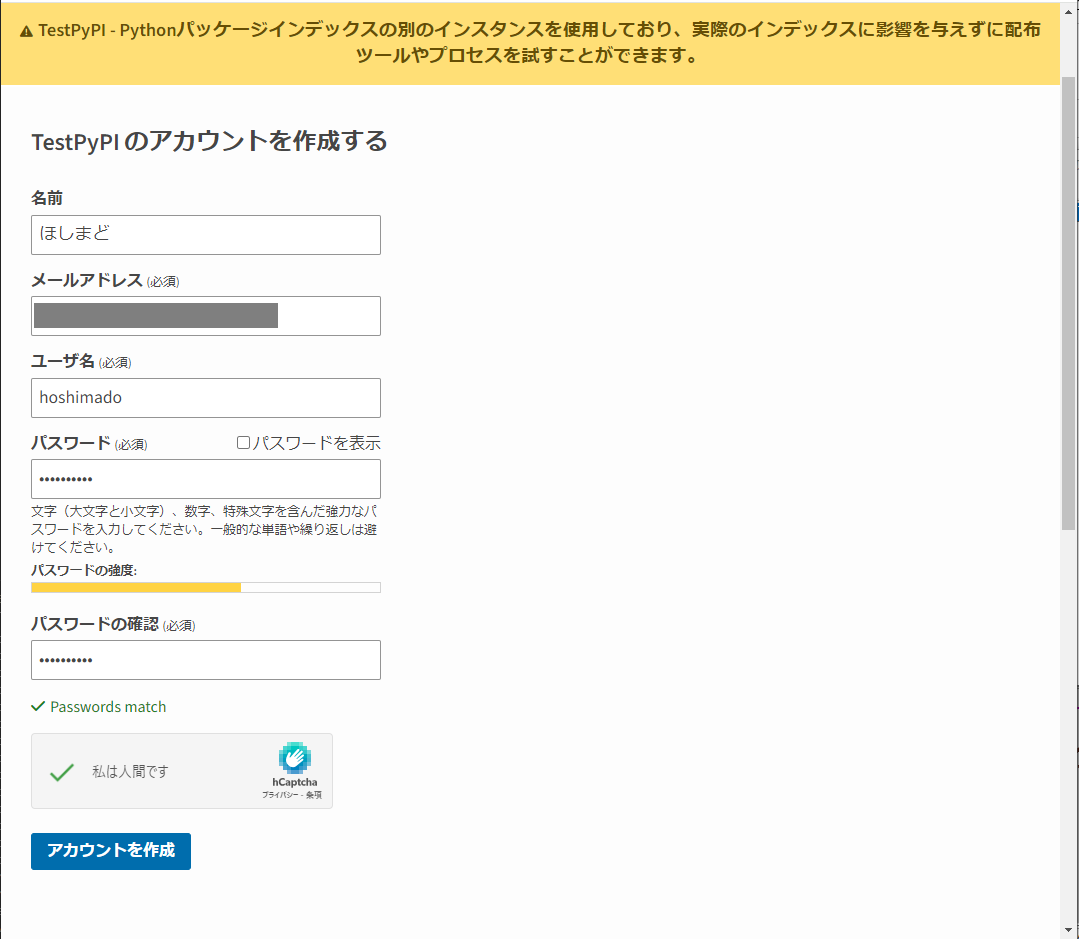 TestPyPI - Pythonパッケージインデックスの別のインスタンスを使用しており、実際のインデックスに影響を与えずに配布
ツールやプロセスを試すことができます。
TestPyPI のアカウントを作成する
名前
ほしまど
メールアドレス (必須)
ユーザ名 (必須)
hoshimado
パスワード (必須) パスワードを表示
••••••••••
文字（大文字と小文字）、数字、特殊文字を含んだ強力なパ
スワードを入力してください。一般的な単語や繰り返しは避
けてください。
パスワードの強度:
パスワードの確認 (必須)
••••••••••
Passwords match
私は人間です
hCaptcha
プライバシー - 条項
アカウントを作成